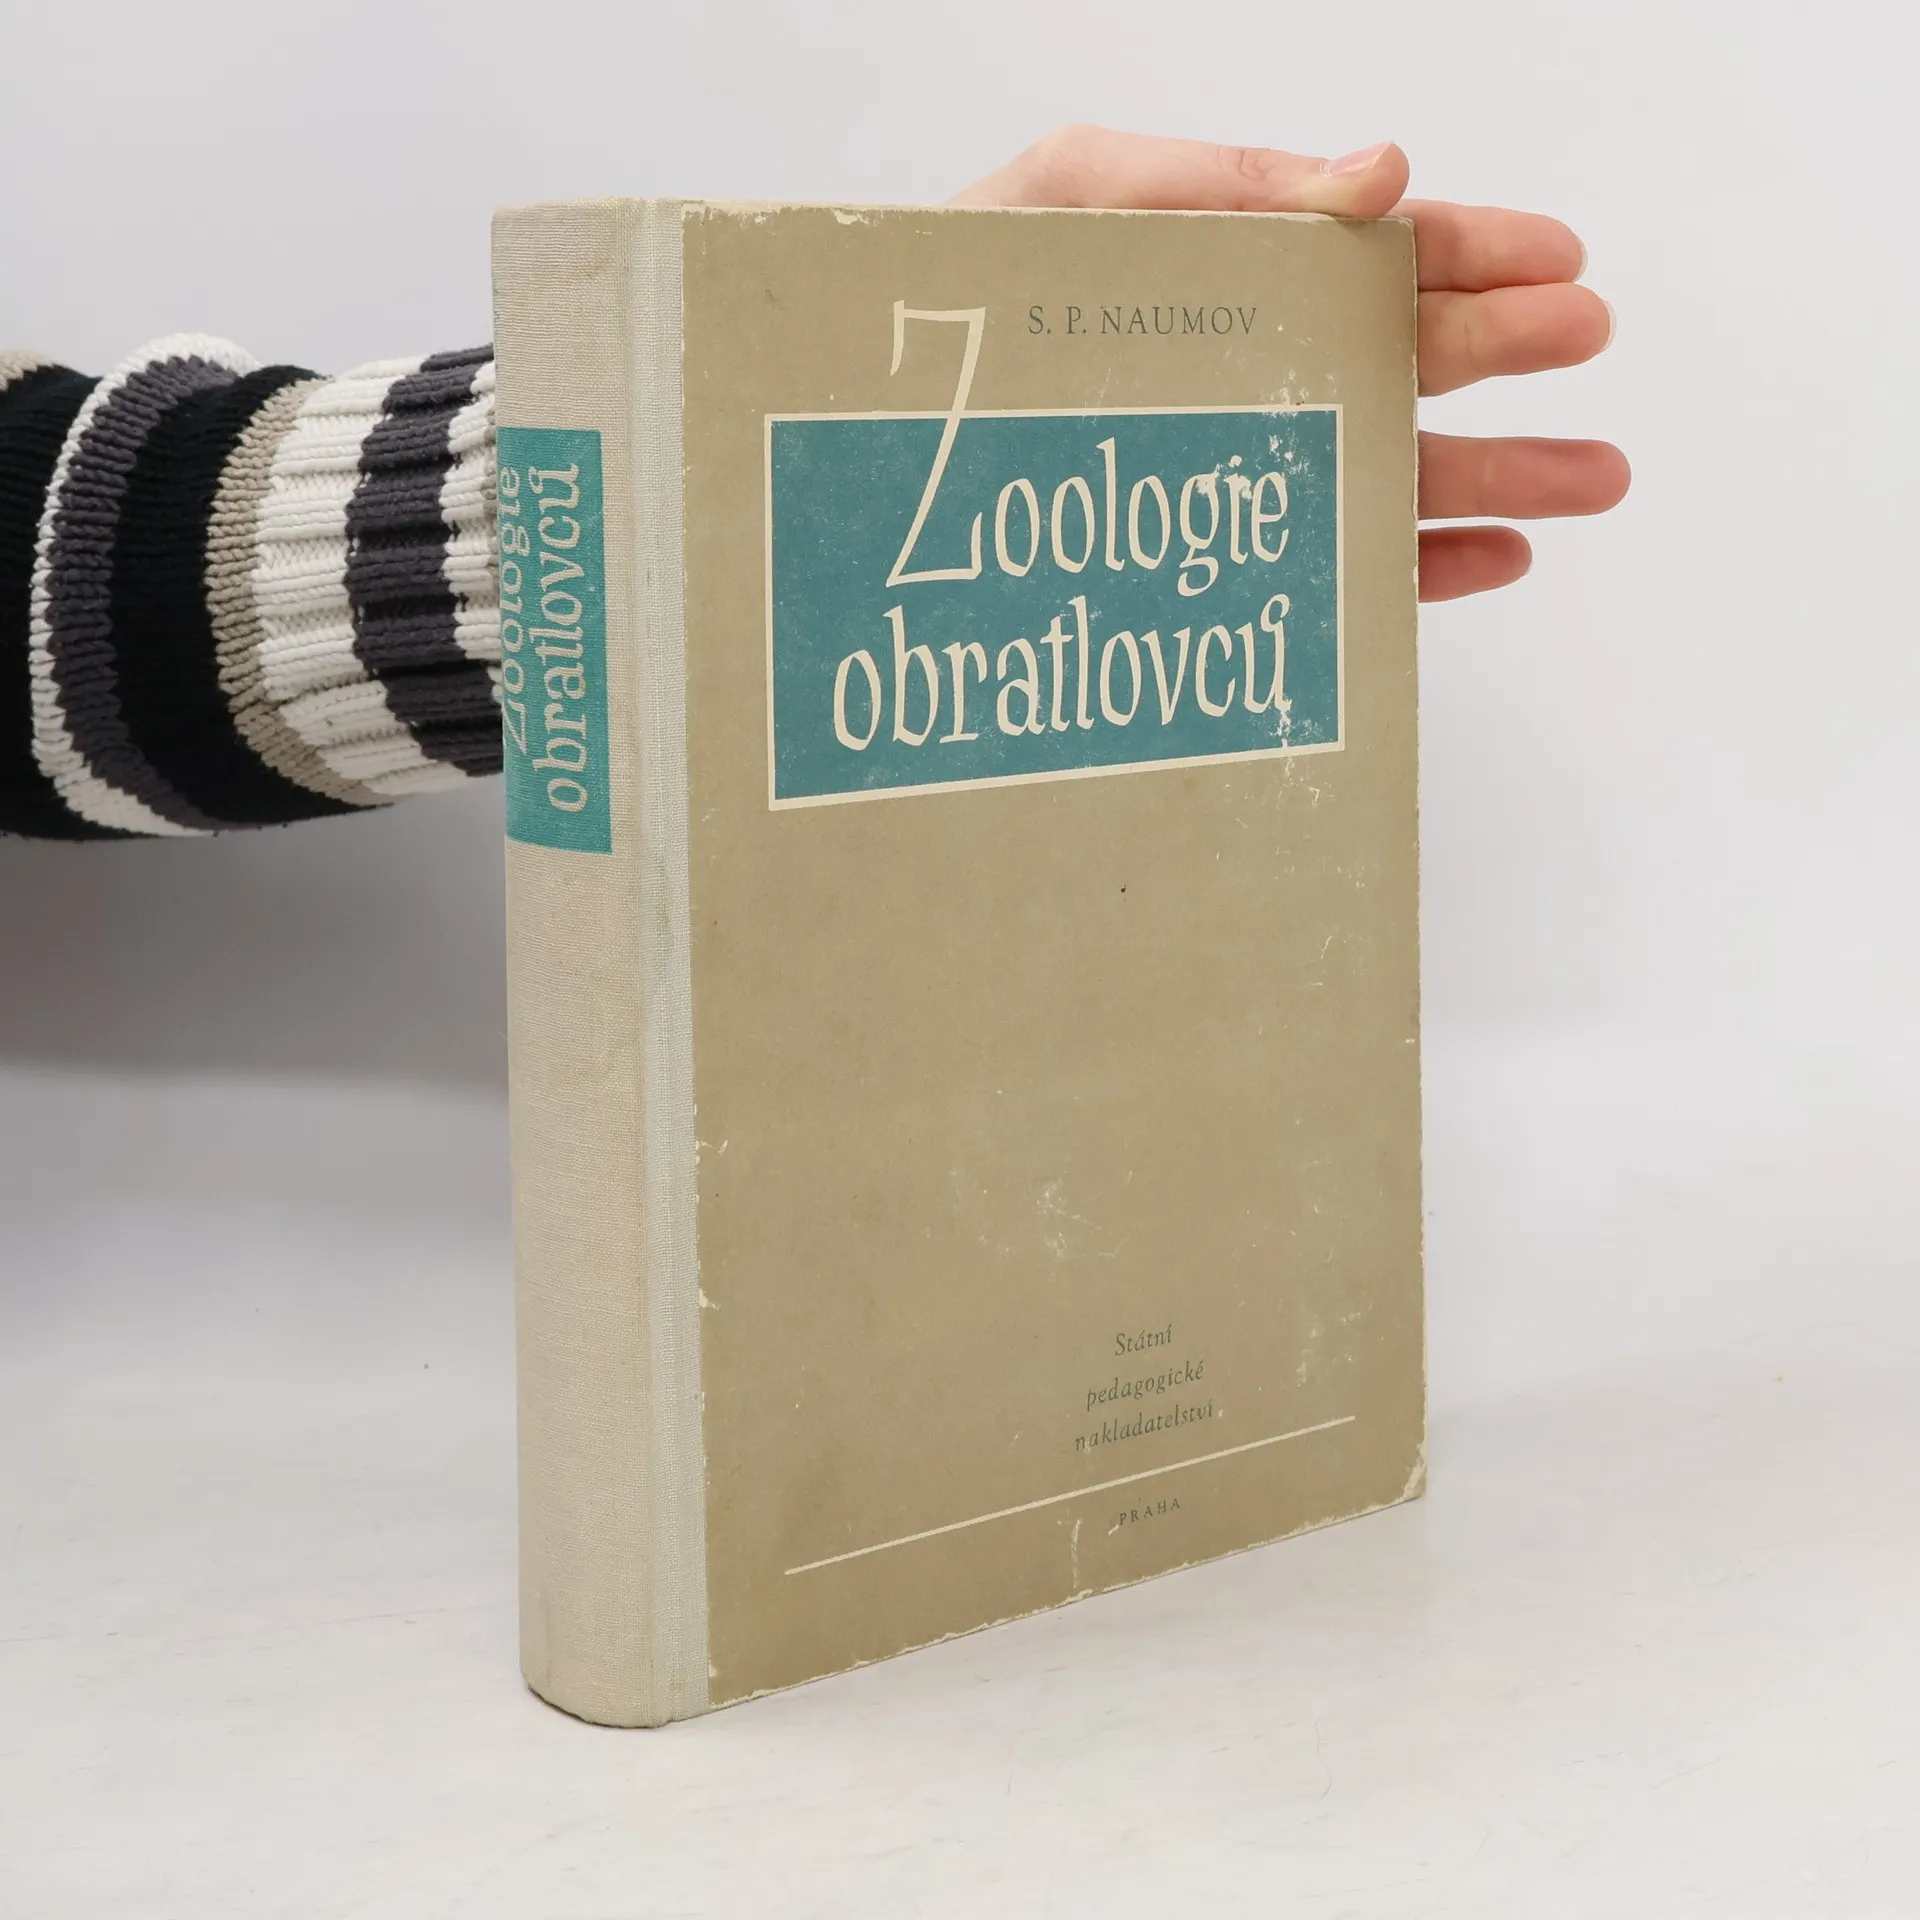 Zoologie
obratlovců
S. P. NAUMOV
Zoologie
obratlovců
Státní
pedagogické
nakladatelství
PRAHA